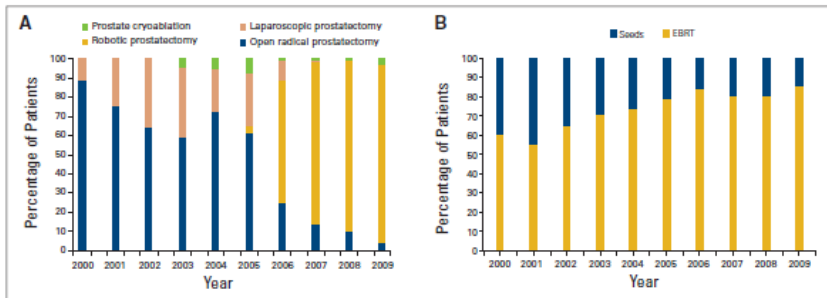 A
Prostate cryoablation Laparoscopic prostatectomy
Robotic prostatectomy Open radical prostatectomy
Percentage of Patients
100
90
80
70
60
50
40
30
20
10
0
2000 2001 2002 2003 2004 2005 2006 2007 2008 2009
Year
B
Seeds EBRT
Percentage of Patients
100
90
80
70
60
50
40
30
20
10
0
2000 2001 2002 2003 2004 2005 2006 2007 2008 2009
Year